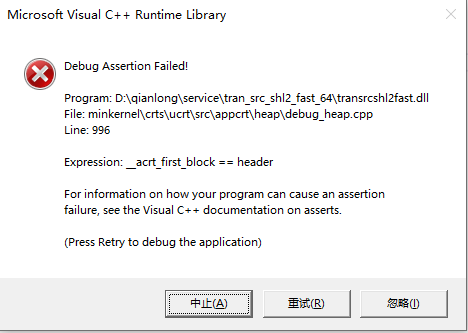 Microsoft Visual C++ Runtime Library
Debug Assertion Failed!
Program: D:\qianlong\service\tran_src_shl2_fast_64\transrcshl2fast.dll
File: minkernel\crts\ucrt\src\appcrt\heap\debug_heap.cpp
Line: 996
Expression: __acrt_first_block == header
For information on how your program can cause an assertion
failure, see the Visual C++ documentation on asserts.
(Press Retry to debug the application)
中止(A) 重试(R) 忽略(I)